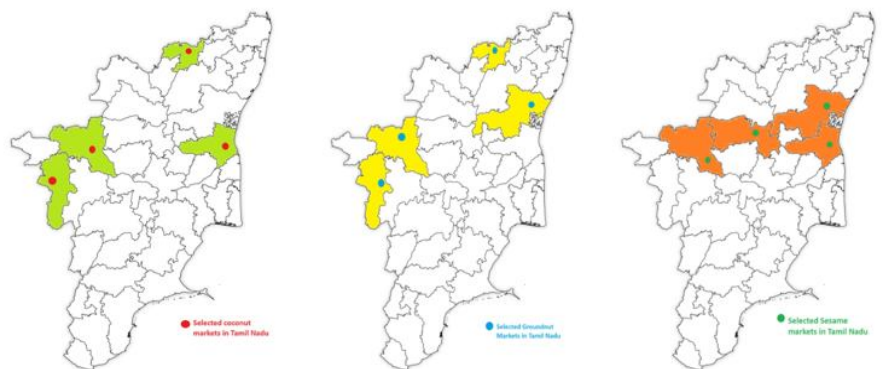 Selected coconut
markets in Tamil Nadu
Selected Groundnut
Markets in Tamil Nadu
Selected Sesame
markets in Tamil Nadu